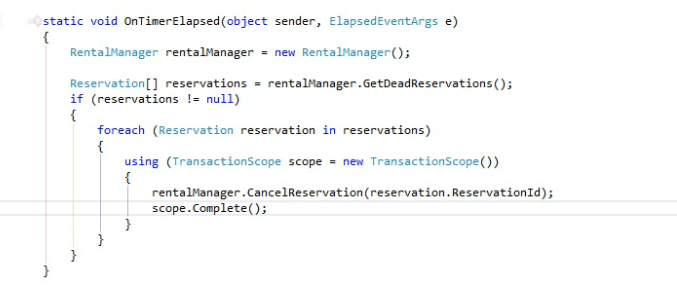 static void OnTimerElapsed(object sender, ElapsedEventArgs e)
{
    RentalManager rentalManager = new RentalManager();

    Reservation[] reservations = rentalManager.GetDeadReservations();
    if (reservations != null)
    {
        foreach (Reservation reservation in reservations)
        {
            using (TransactionScope scope = new TransactionScope())
            {
                rentalManager.CancelReservation(reservation.ReservationId);
                scope.Complete();
            }
        }
    }
}